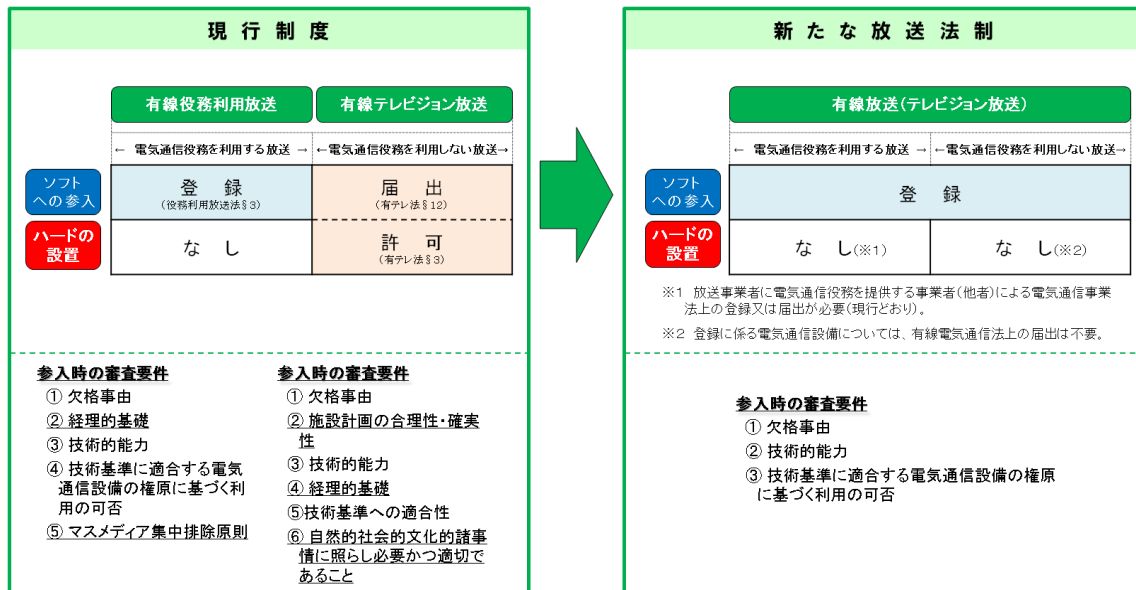 現行制度
有線役務利用放送
有線テレビジョン放送
← 電気通信役務を利用する放送 →
←電気通信役務を利用しない放送→
ソフト
への参入
登録
(役務利用放送法§3)
届出
(有テレ法§12)
ハードの
設置
なし
許可
(有テレ法§3)
参入時の審査要件
① 欠格事由
② 経理的基礎
③ 技術的能力
④ 技術基準に適合する電気
通信設備の権原に基づく利
用の可否
⑤ マスメディア集中排除原則
参入時の審査要件
① 欠格事由
② 施設計画の合理性・確実
性
③ 技術的能力
④ 経理的基礎
⑤技術基準への適合性
⑥ 自然的社会的文化的諸事
情に照らし必要かつ適切で
あること
新たな放送法制
有線放送(テレビジョン放送)
← 電気通信役務を利用する放送 →
←電気通信役務を利用しない放送→
ソフト
への参入
登録
ハードの
設置
なし(※1)
なし(※2)
※1 放送事業者に電気通信役務を提供する事業者(他者)による電気通信事業
法上の登録又は届出が必要(現行どおり)。
※2 登録に係る電気通信設備については、有線電気通信法上の届出は不要。
参入時の審査要件
① 欠格事由
② 技術的能力
③ 技術基準に適合する電気通信設備の権原
に基づく利用の可否